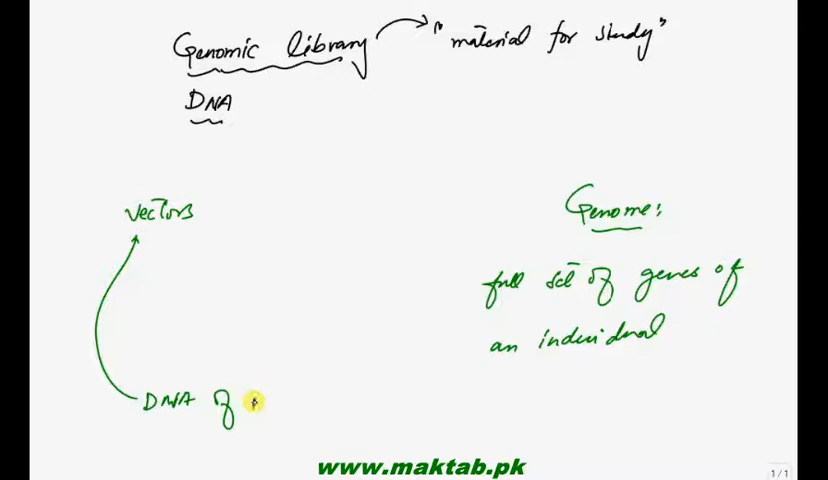 Genomic library "material for study"
DNA
Vectors
Genome:
full set of genes of
an individual
DNA of
www.maktab.pk
1/1